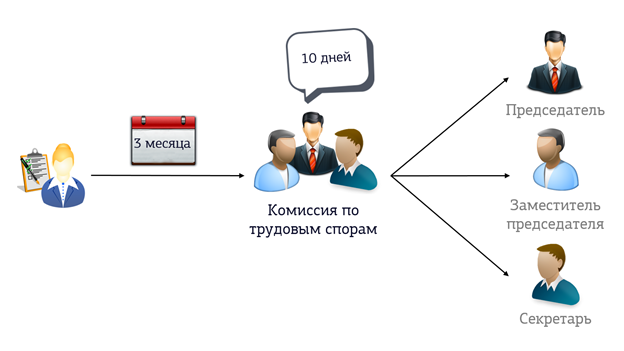 10 дней
3 месяца
Комиссия по
трудовым спорам
Председатель
Заместитель
председателя
Секретарь